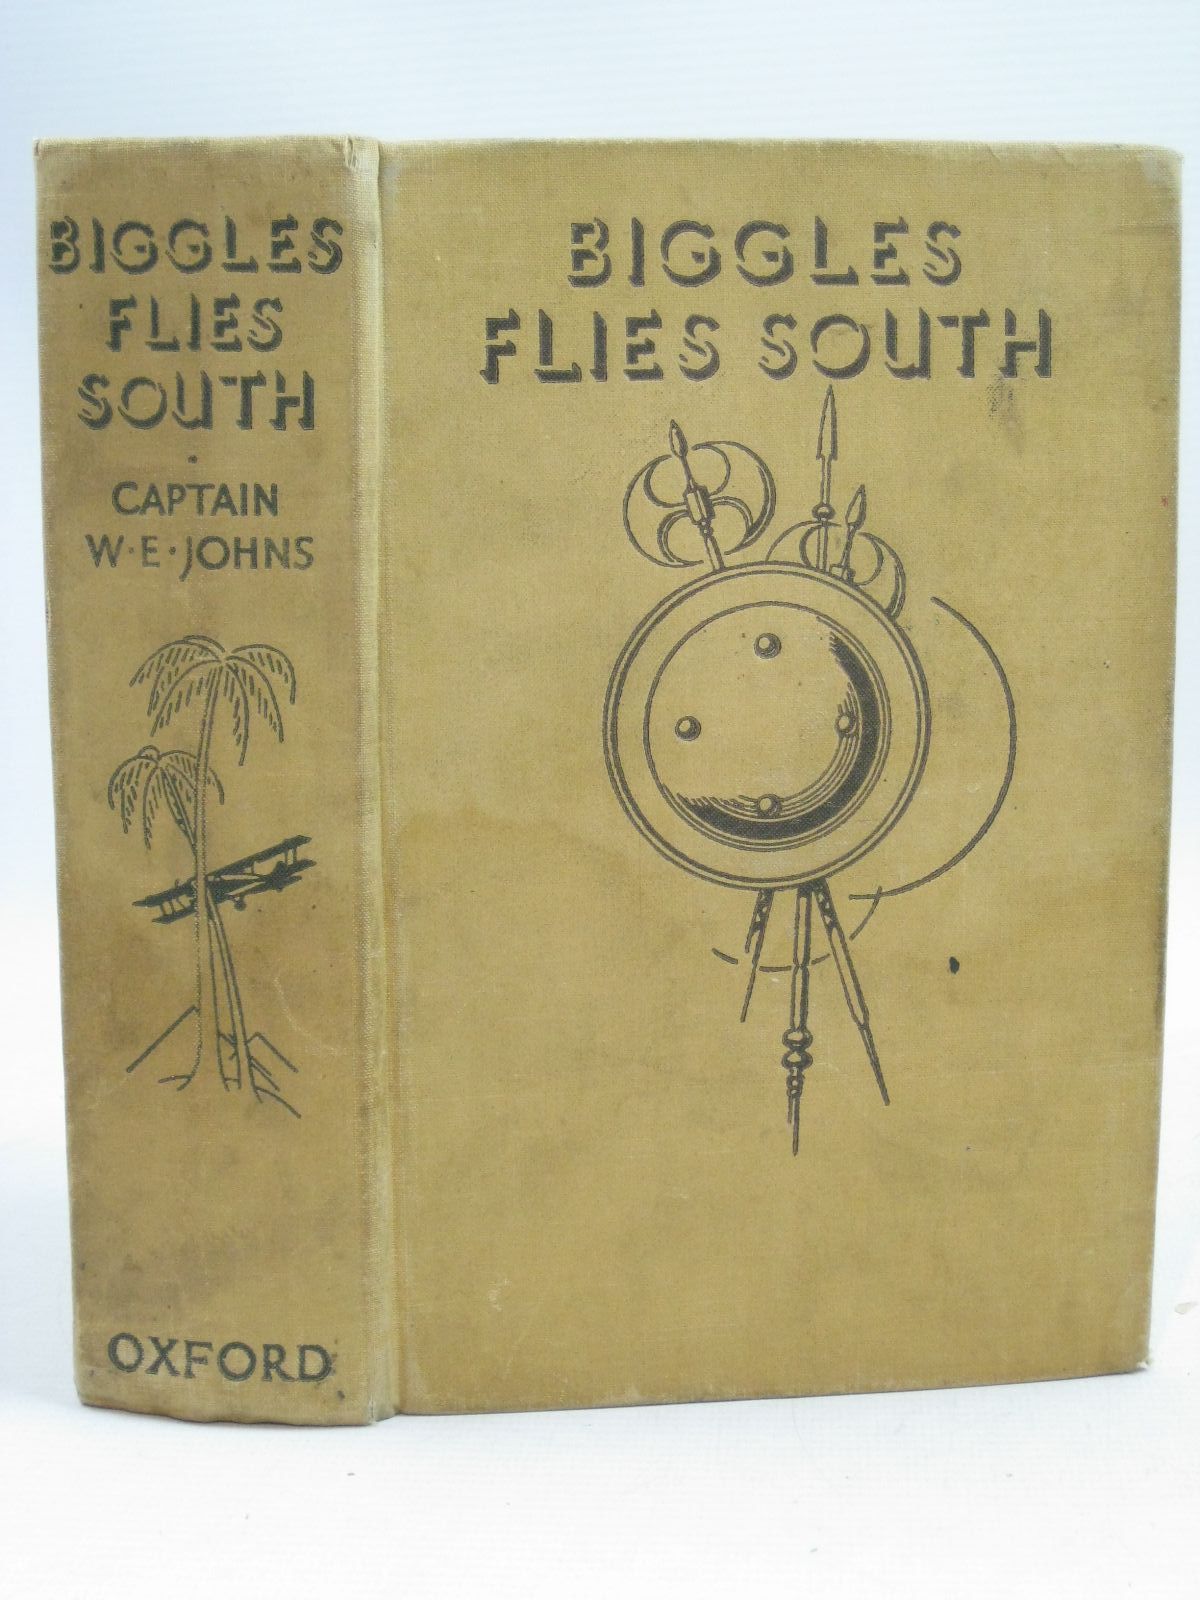 BIGGLES
FLIES
SOUTH
CAPTAIN
W·E·JOHNS
OXFORD
BIGGLES
FLIES SOUTH